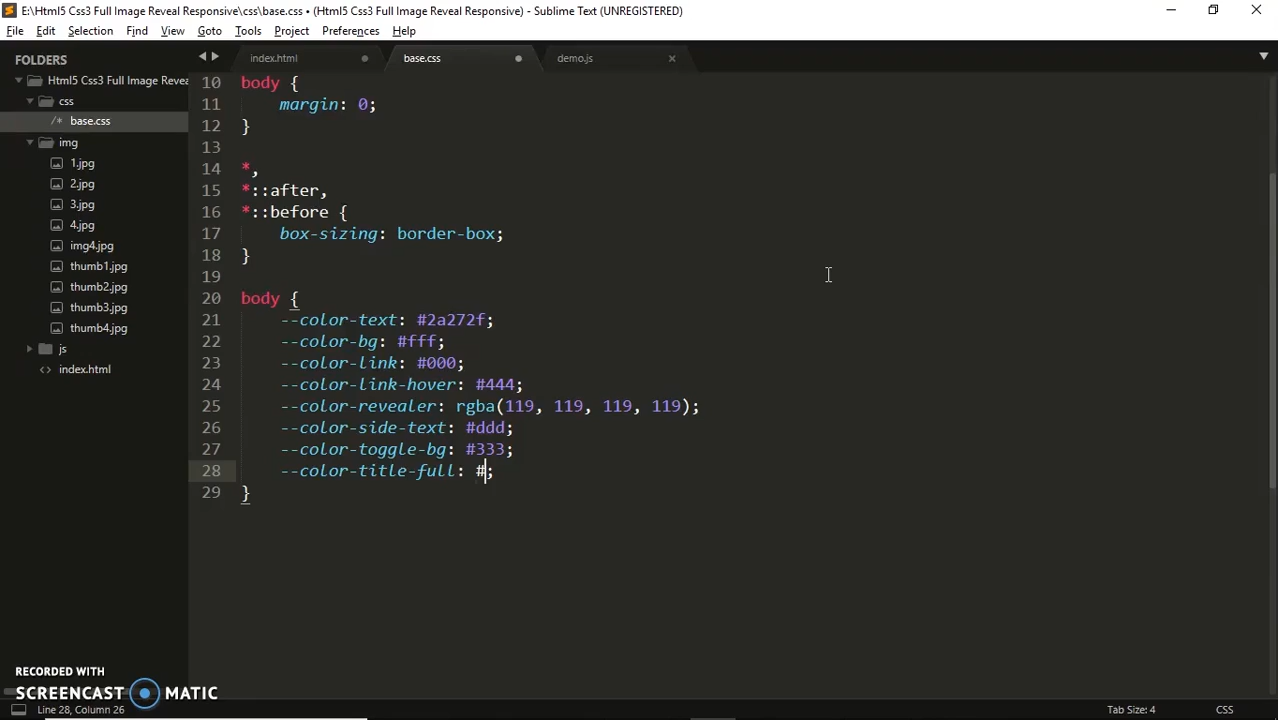 E:\Html5 Css3 Full Image Reveal Responsive\css\base.css • (Html5 Css3 Full Image Reveal Responsive) - Sublime Text (UNREGISTERED)
File Edit Selection Find View Goto Tools Project Preferences Help
FOLDERS
Html5 Css3 Full Image Revea
css
/* base.css
img
1.jpg
2.jpg
3.jpg
4.jpg
img4.jpg
thumb1.jpg
thumb2.jpg
thumb3.jpg
thumb4.jpg
js
<> index.html
index.html base.css demo.js
10 body {
11 margin: 0;
12 }
13
14 *,
15 *::after,
16 *::before {
17 box-sizing: border-box;
18 }
19
20 body {
21 --color-text: #2a272f;
22 --color-bg: #fff;
23 --color-link: #000;
24 --color-link-hover: #444;
25 --color-revealer: rgba(119, 119, 119, 119);
26 --color-side-text: #ddd;
27 --color-toggle-bg: #333;
28 --color-title-full: #;
29 }
RECORDED WITH
SCREENCAST MATIC
Line 28, Column 26 Tab Size: 4 CSS